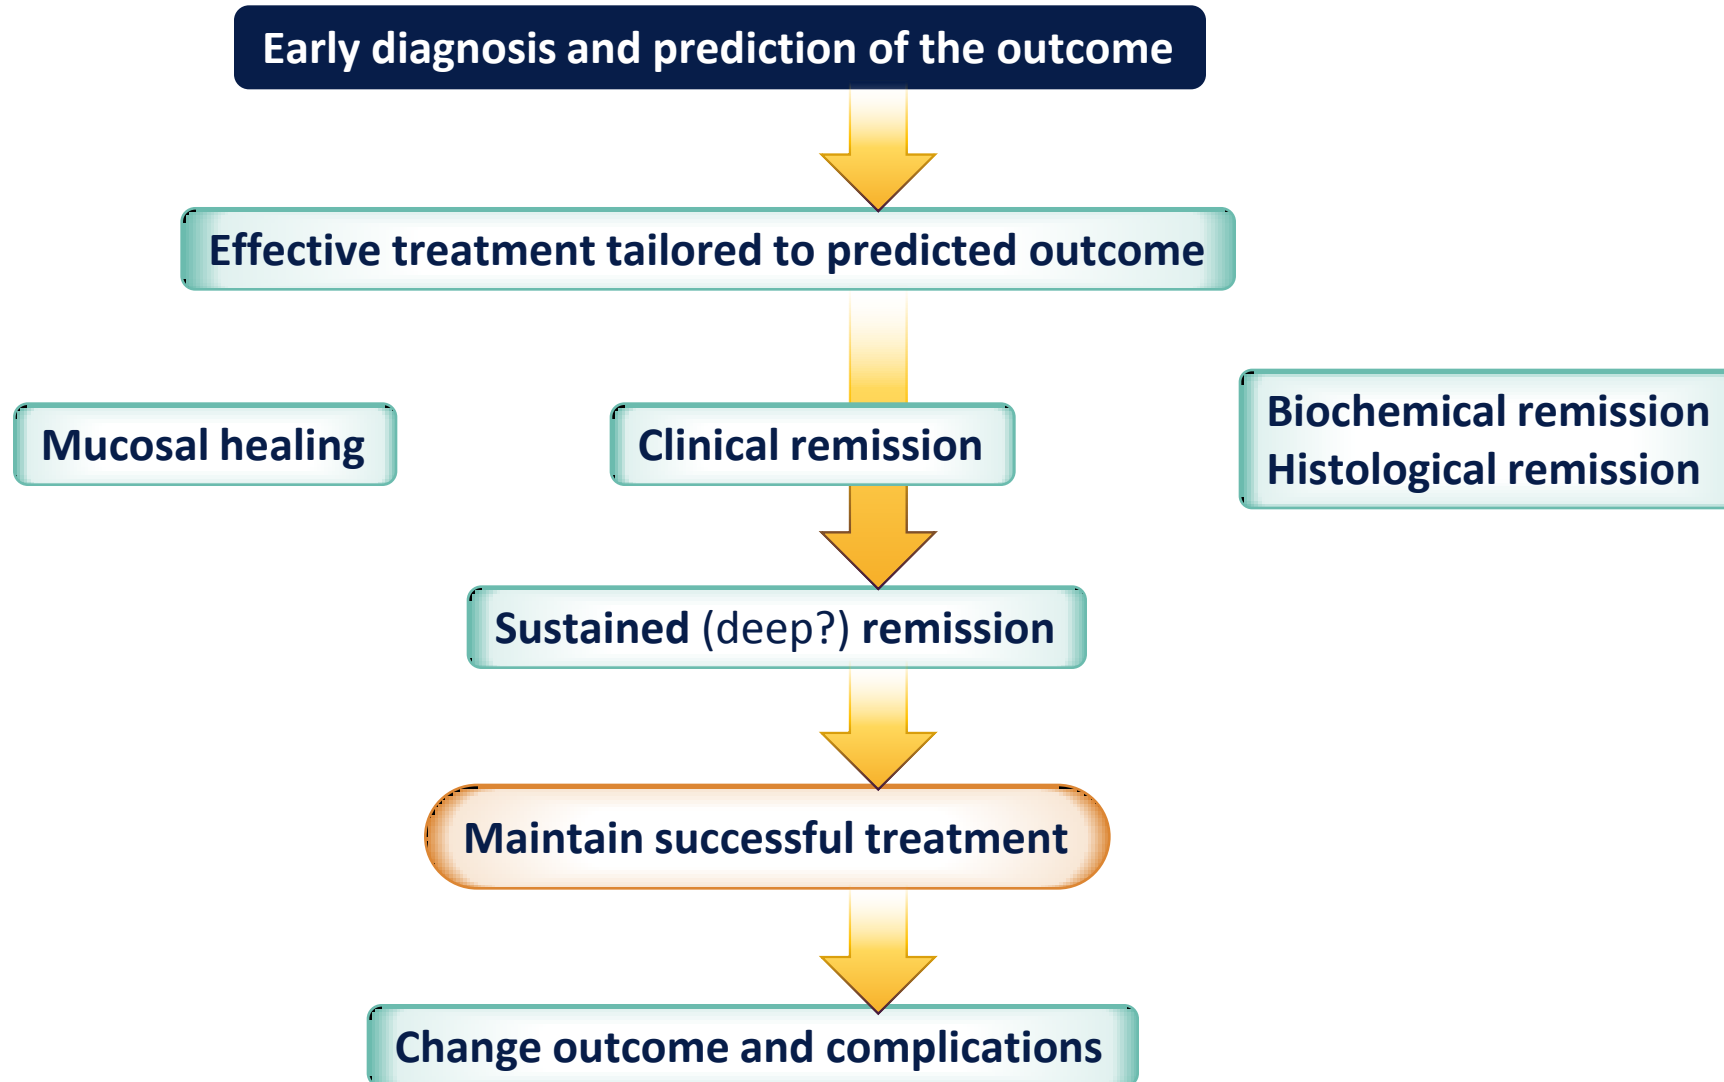 Early diagnosis and prediction of the outcome
Effective treatment tailored to predicted outcome
Mucosal healing
Clinical remission
Biochemical remission
Histological remission
Sustained (deep?) remission
Maintain successful treatment
Change outcome and complications